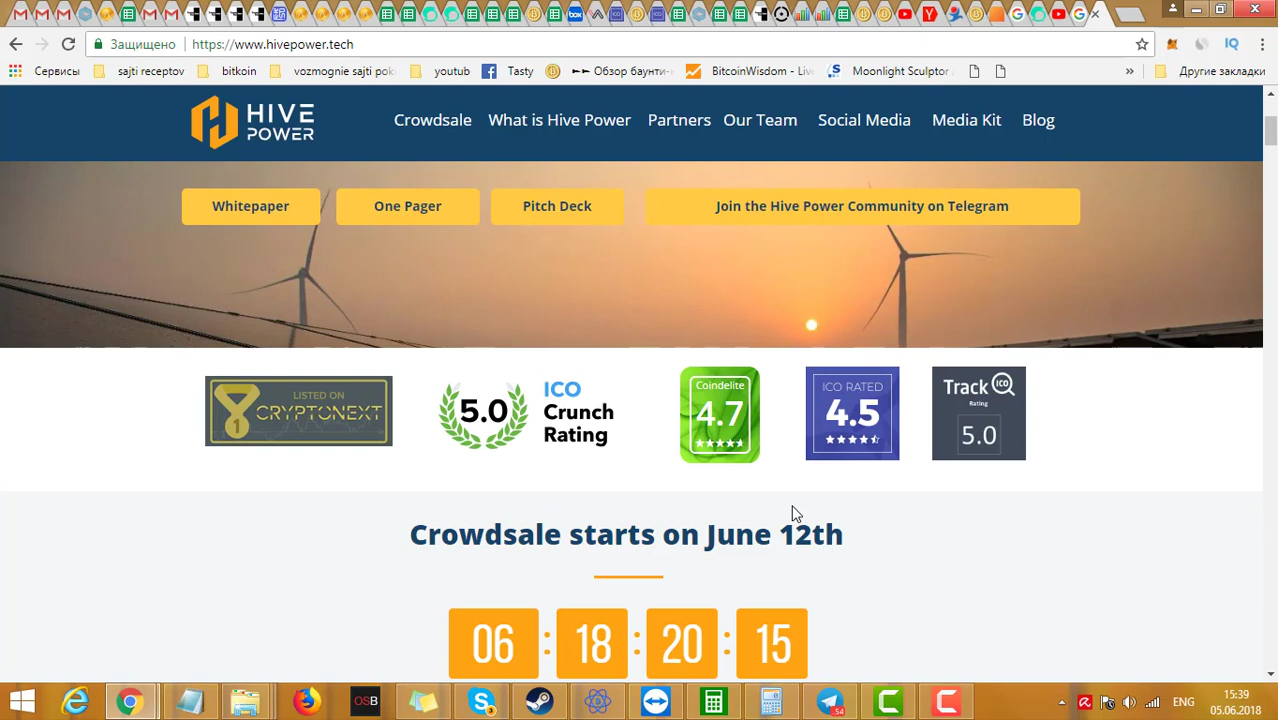 Защищено
https://www.hivepower.tech
Сервисы
sajti receptov
bitkoin
vozmognie sajti pok
youtub
Tasty
►← Обзор баунти-
BitcoinWisdom - Liv
Moonlight Sculptor
»
Другие закладки
HIVE
POWER
Crowdsale
What is Hive Power
Partners
Our Team
Social Media
Media Kit
Blog
Whitepaper
One Pager
Pitch Deck
Join the Hive Power Community on Telegram
LISTED ON
CRYPTONEXT
1
5.0
ICO
Crunch
Rating
Coindelite
4.7
ICO RATED
4.5
Track ICO
Rating
5.0
Crowdsale starts on June 12th
06 : 18 : 20 : 15
OSB
54
ENG
15:39
05.06.2018